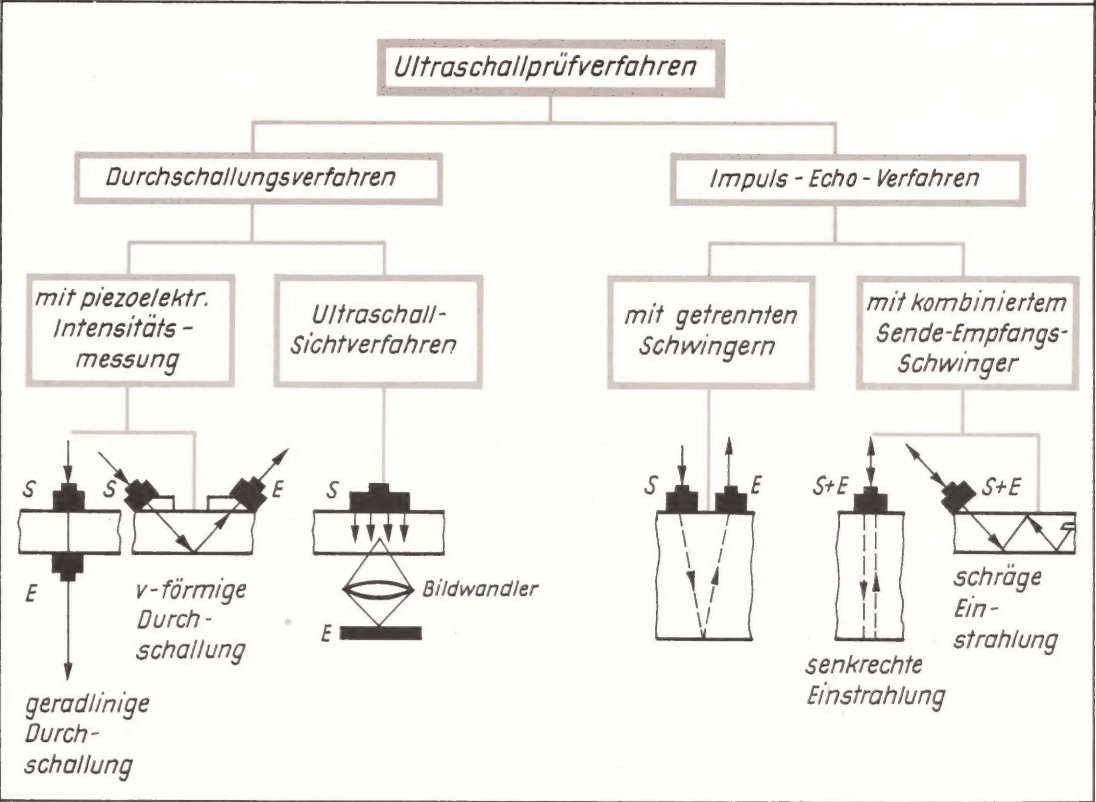 Ultraschallprüfverfahren
Durchschallungsverfahren
Impuls - Echo - Verfahren
mit piezoelektr.
Intensitäts -
messung
Ultraschall-
Sichtverfahren
mit getrennten
Schwingern
mit kombiniertem
Sende-Empfangs-
Schwinger
S
E
geradlinige
Durch-
schallung
S
E
v-förmige
Durch-
schallung
S
Bildwandler
E
S
E
S+E
senkrechte
Einstrahlung
S+E
schräge
Ein-
strahlung